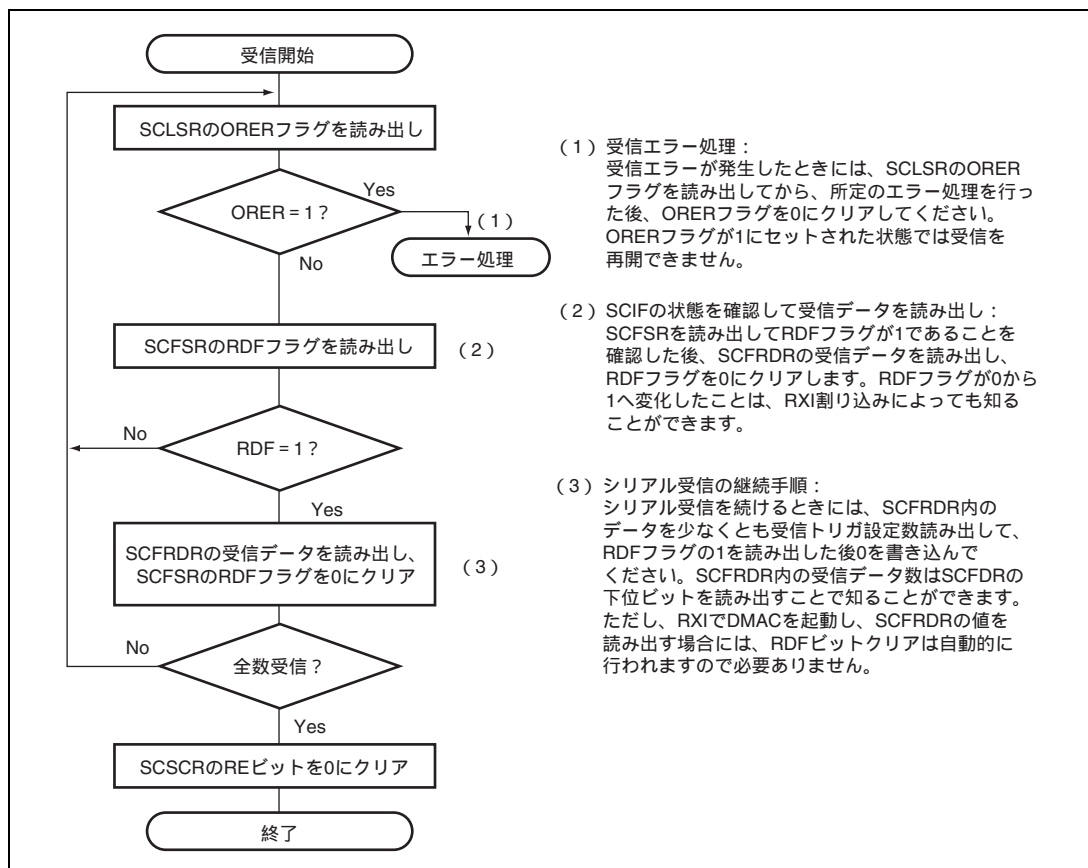 受信開始
SCLSRのORERフラグを読み出し
Yes
ORER = 1?
(1)
エラー処理
No
SCFSRのRDFフラグを読み出し
(2)
No
RDF = 1?
Yes
SCFRDRの受信データを読み出し、
SCFSRのRDFフラグを0にクリア
(3)
No
全数受信?
Yes
SCSCRのREビットを0にクリア
終了
(1)受信エラー処理:
受信エラーが発生したときには、SCLSRのORER
フラグを読み出してから、所定のエラー処理を行っ
た後、ORERフラグを0にクリアしてください。
ORERフラグが1にセットされた状態では受信を
再開できません。
(2)SCIFの状態を確認して受信データを読み出し:
SCFSRを読み出してRDFフラグが1であることを
確認した後、SCFRDRの受信データを読み出し、
RDFフラグを0にクリアします。RDFフラグが0から
1へ変化したことは、RXI割り込みによっても知る
ことができます。
(3)シリアル受信の継続手順:
シリアル受信を続けるときには、SCFRDR内の
データを少なくとも受信トリガ設定数読み出して、
RDFフラグの1を読み出した後0を書き込んで
ください。SCFRDR内の受信データ数はSCFDRの
下位ビットを読み出すことで知ることができます。
ただし、RXIでDMACを起動し、SCFRDRの値を
読み出す場合には、RDFビットクリアは自動的に
行われますので必要ありません。